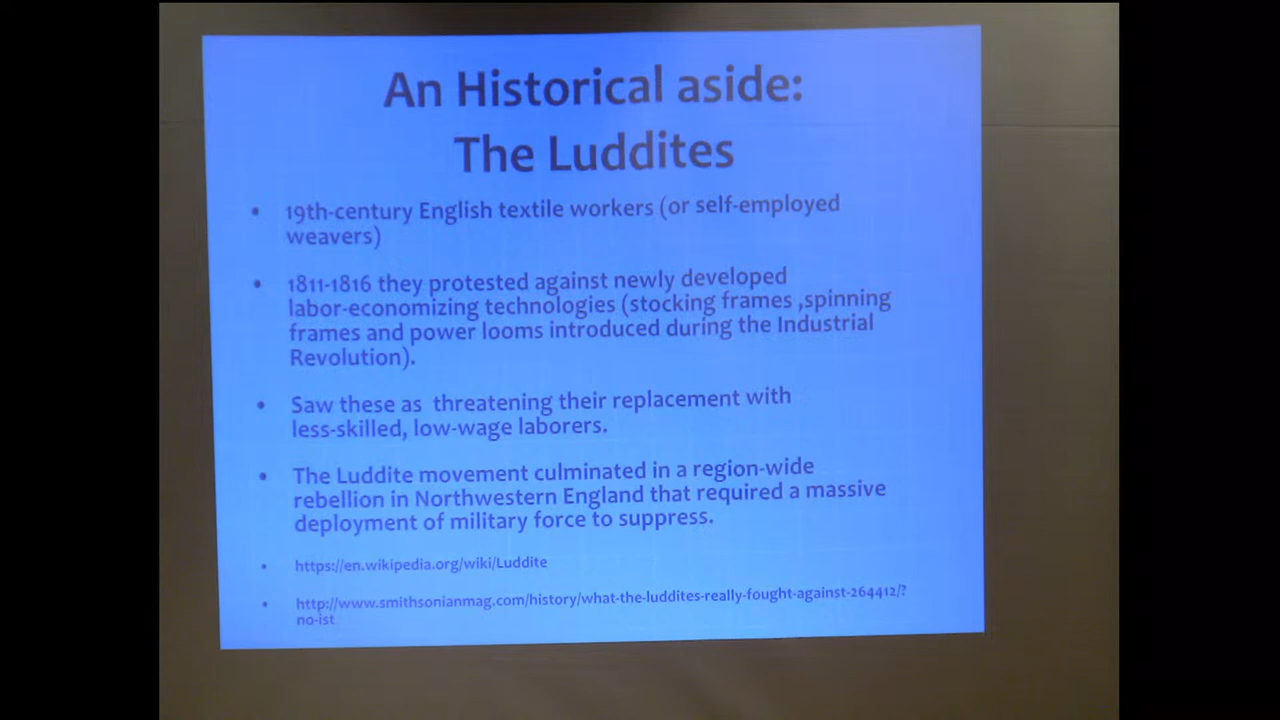 An Historical aside:
The Luddites
• 19th-century English textile workers (or self-employed
weavers)
• 1811-1816 they protested against newly developed
labor-economizing technologies (stocking frames ,spinning
frames and power looms introduced during the Industrial
Revolution).
• Saw these as threatening their replacement with
less-skilled, low-wage laborers.
• The Luddite movement culminated in a region-wide
rebellion in Northwestern England that required a massive
deployment of military force to suppress.
• https://en.wikipedia.org/wiki/Luddite
• http://www.smithsonianmag.com/history/what-the-luddites-really-fought-against-264412/?
no-ist